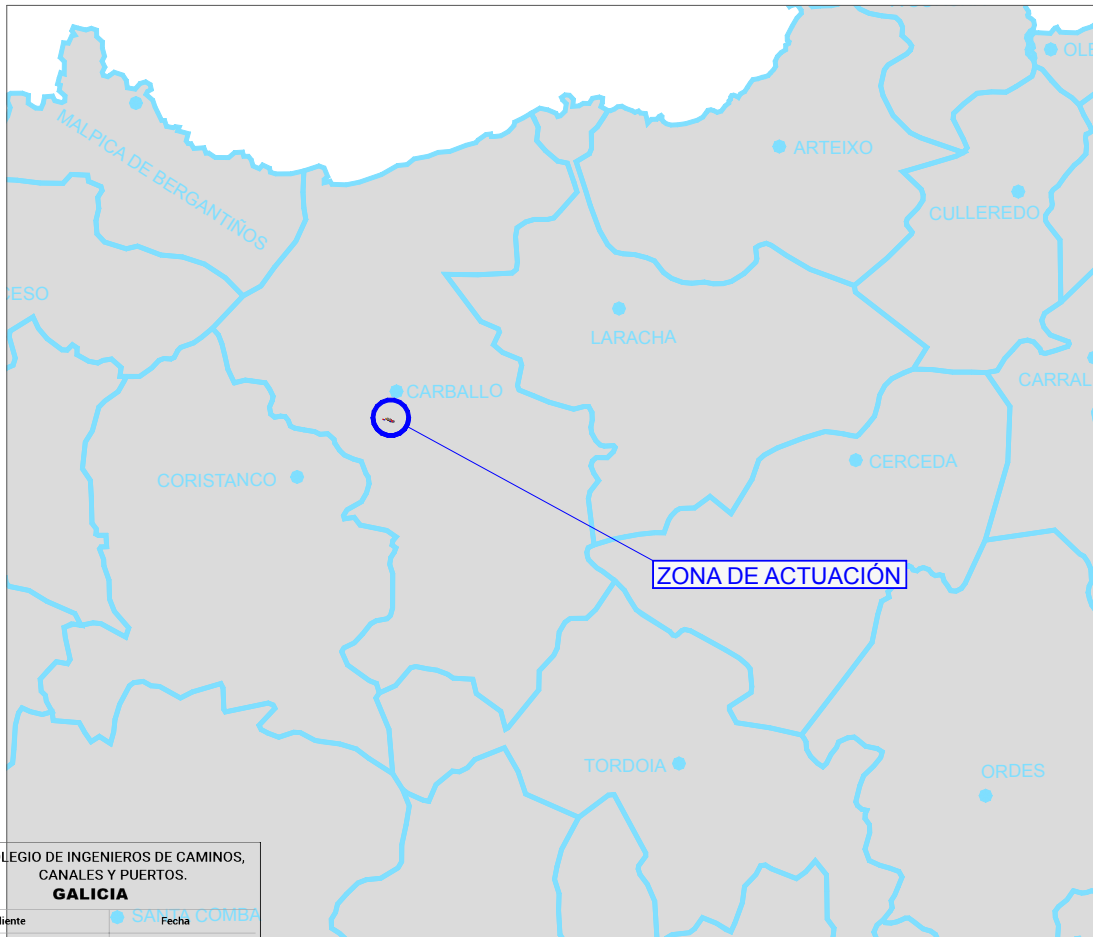 OLE
MALPICA DE BERGANTIÑOS
ARTEIXO
CULLEREDO
CESO
LARACHA
CARBALLO
CARRAL
CERCEDA
CORISTANCO
ZONA DE ACTUACIÓN
TORDOIA
ORDES
LEGIO DE INGENIEROS DE CAMINOS,
CANALES Y PUERTOS.
GALICIA
SANTA COMBA
iente
Fecha